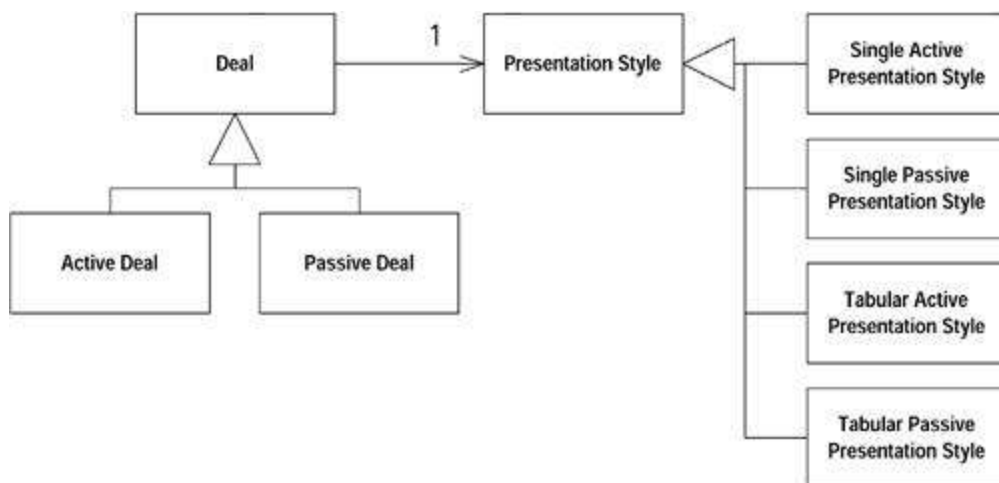 1
Deal
Presentation Style
Single Active
Presentation Style
Single Passive
Presentation Style
Active Deal
Passive Deal
Tabular Active
Presentation Style
Tabular Passive
Presentation Style